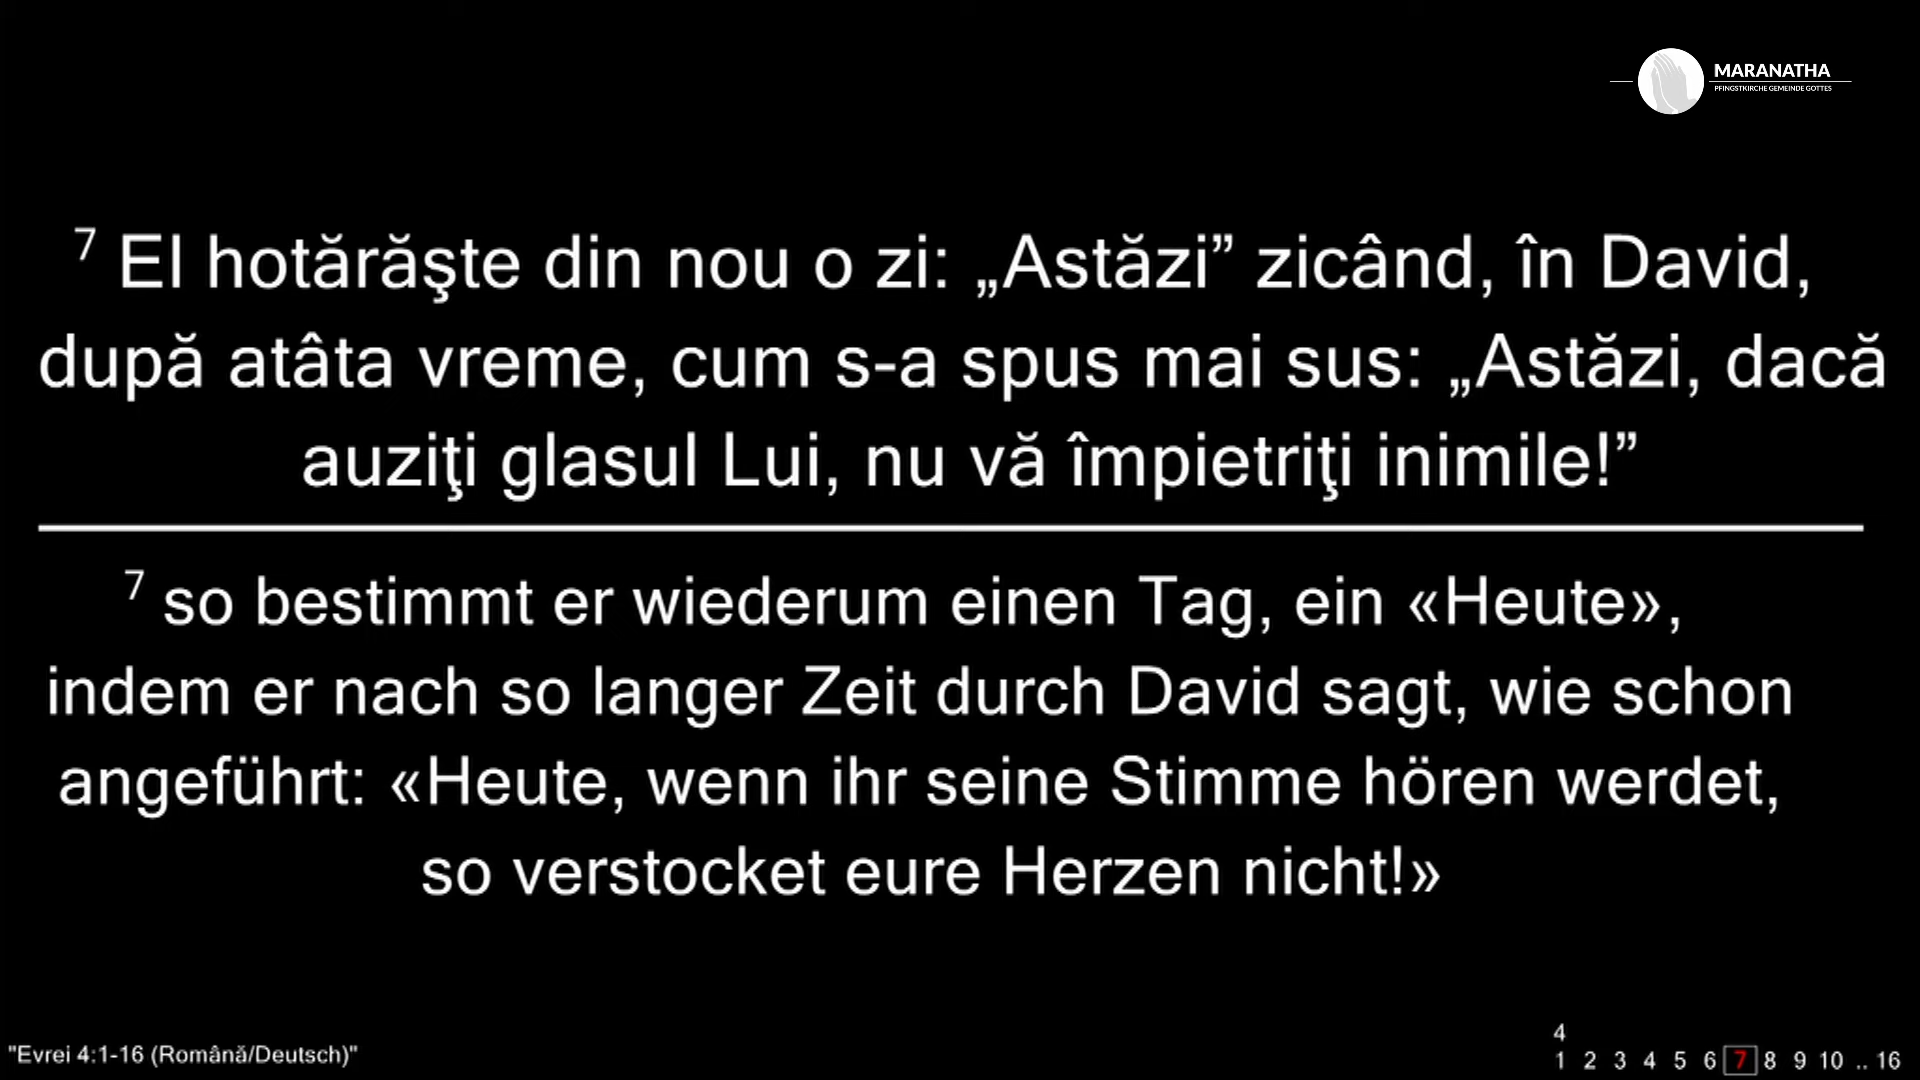 MARANATHA
PFINGSTKIRCHE GEMEINDE GOTTES
7 El hotărăşte din nou o zi: „Astăzi” zicând, în David,
după atâta vreme, cum s-a spus mai sus: „Astăzi, dacă
auziţi glasul Lui, nu vă împietriţi inimile!”
7 so bestimmt er wiederum einen Tag, ein «Heute»,
indem er nach so langer Zeit durch David sagt, wie schon
angeführt: «Heute, wenn ihr seine Stimme hören werdet,
so verstocket eure Herzen nicht!»
"Evrei 4:1-16 (Română/Deutsch)"
4
1 2 3 4 5 6 7 8 9 10 .. 16